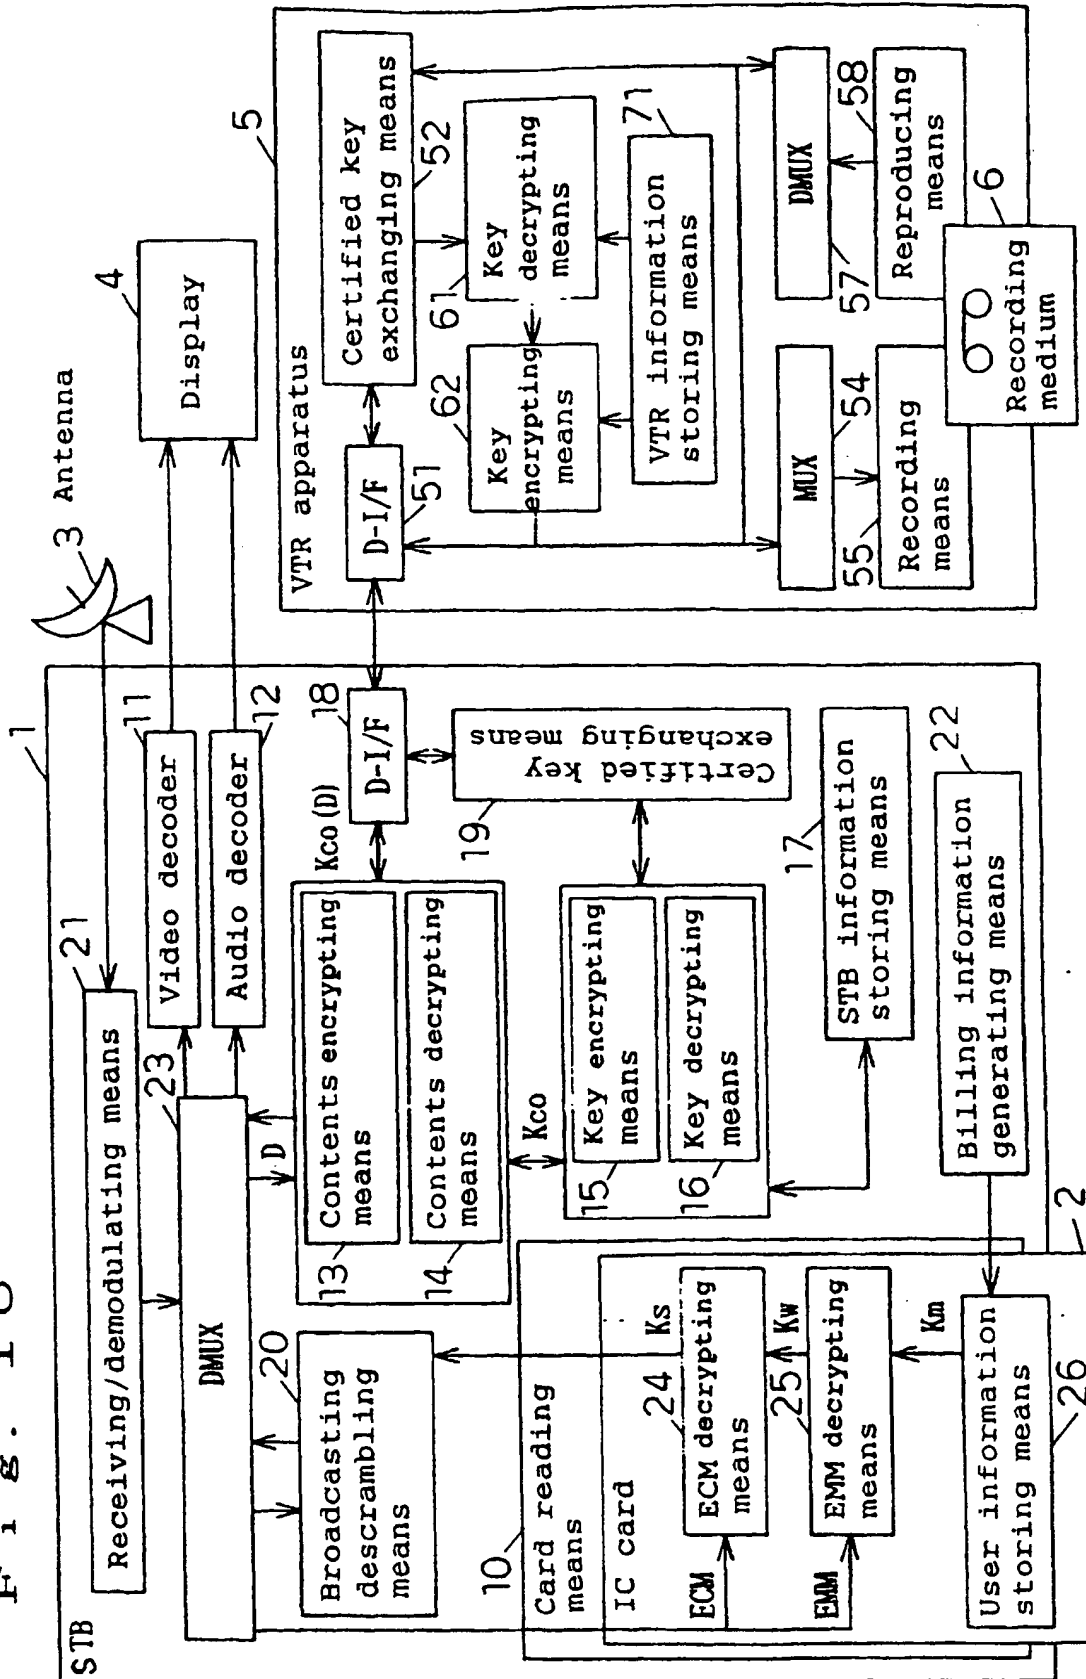 Fig. 10
STB
1
Receiving/demodulating means
21
3
Antenna
4
Display
DMUX
23
Video decoder
11
Audio decoder
12
D
Broadcasting
descrambling
means
20
Contents encrypting
means
13
Contents decrypting
means
14
Kco(D)
D-I/F
18
Certified key
exchanging means
19
Kco
Key encrypting
means
15
Key decrypting
means
16
STB information
storing means
17
Billing information
generating means
22
10
Card reading
means
IC card
2
ECM
ECM decrypting
means
24
Ks
EMM
EMM decrypting
means
25
Kw
Km
User information
storing means
26
VTR apparatus
5
D-I/F
51
Certified key
exchanging means
52
Key
encrypting
means
62
Key
decrypting
means
61
VTR information
storing means
71
MUX
54
DMUX
57
Recording
means
55
Reproducing
means
58
Recording
medium
6